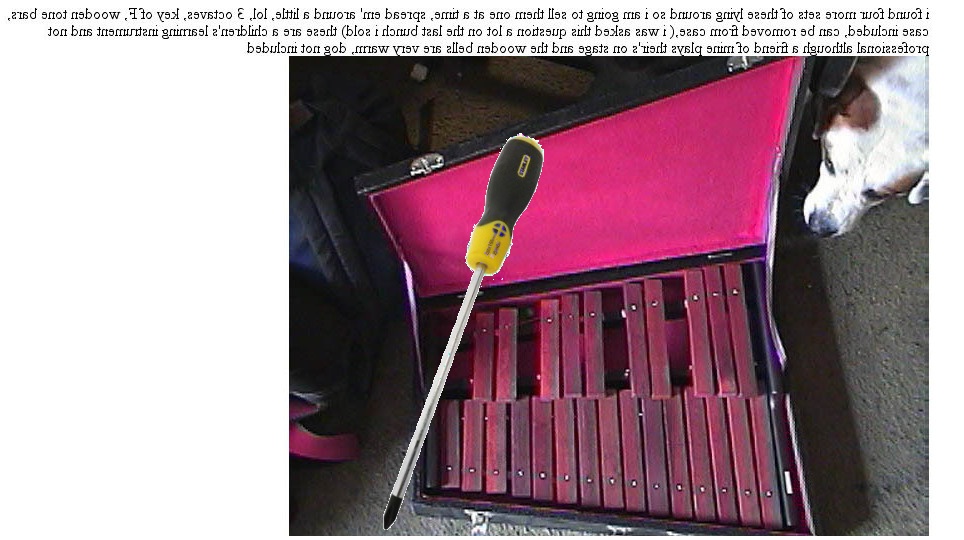 i found four more sets of these lying around so i am going to sell them one at a time, spread em' around a little, lol, 3 octaves, key of F, wooden tone bars,
case included, can be removed from case,( i was asked this question a lot on the last bunch i sold) these are a children's learning instrument and not
professional although a friend of mine plays their's on stage and the wooden bells are very warm, dog not included